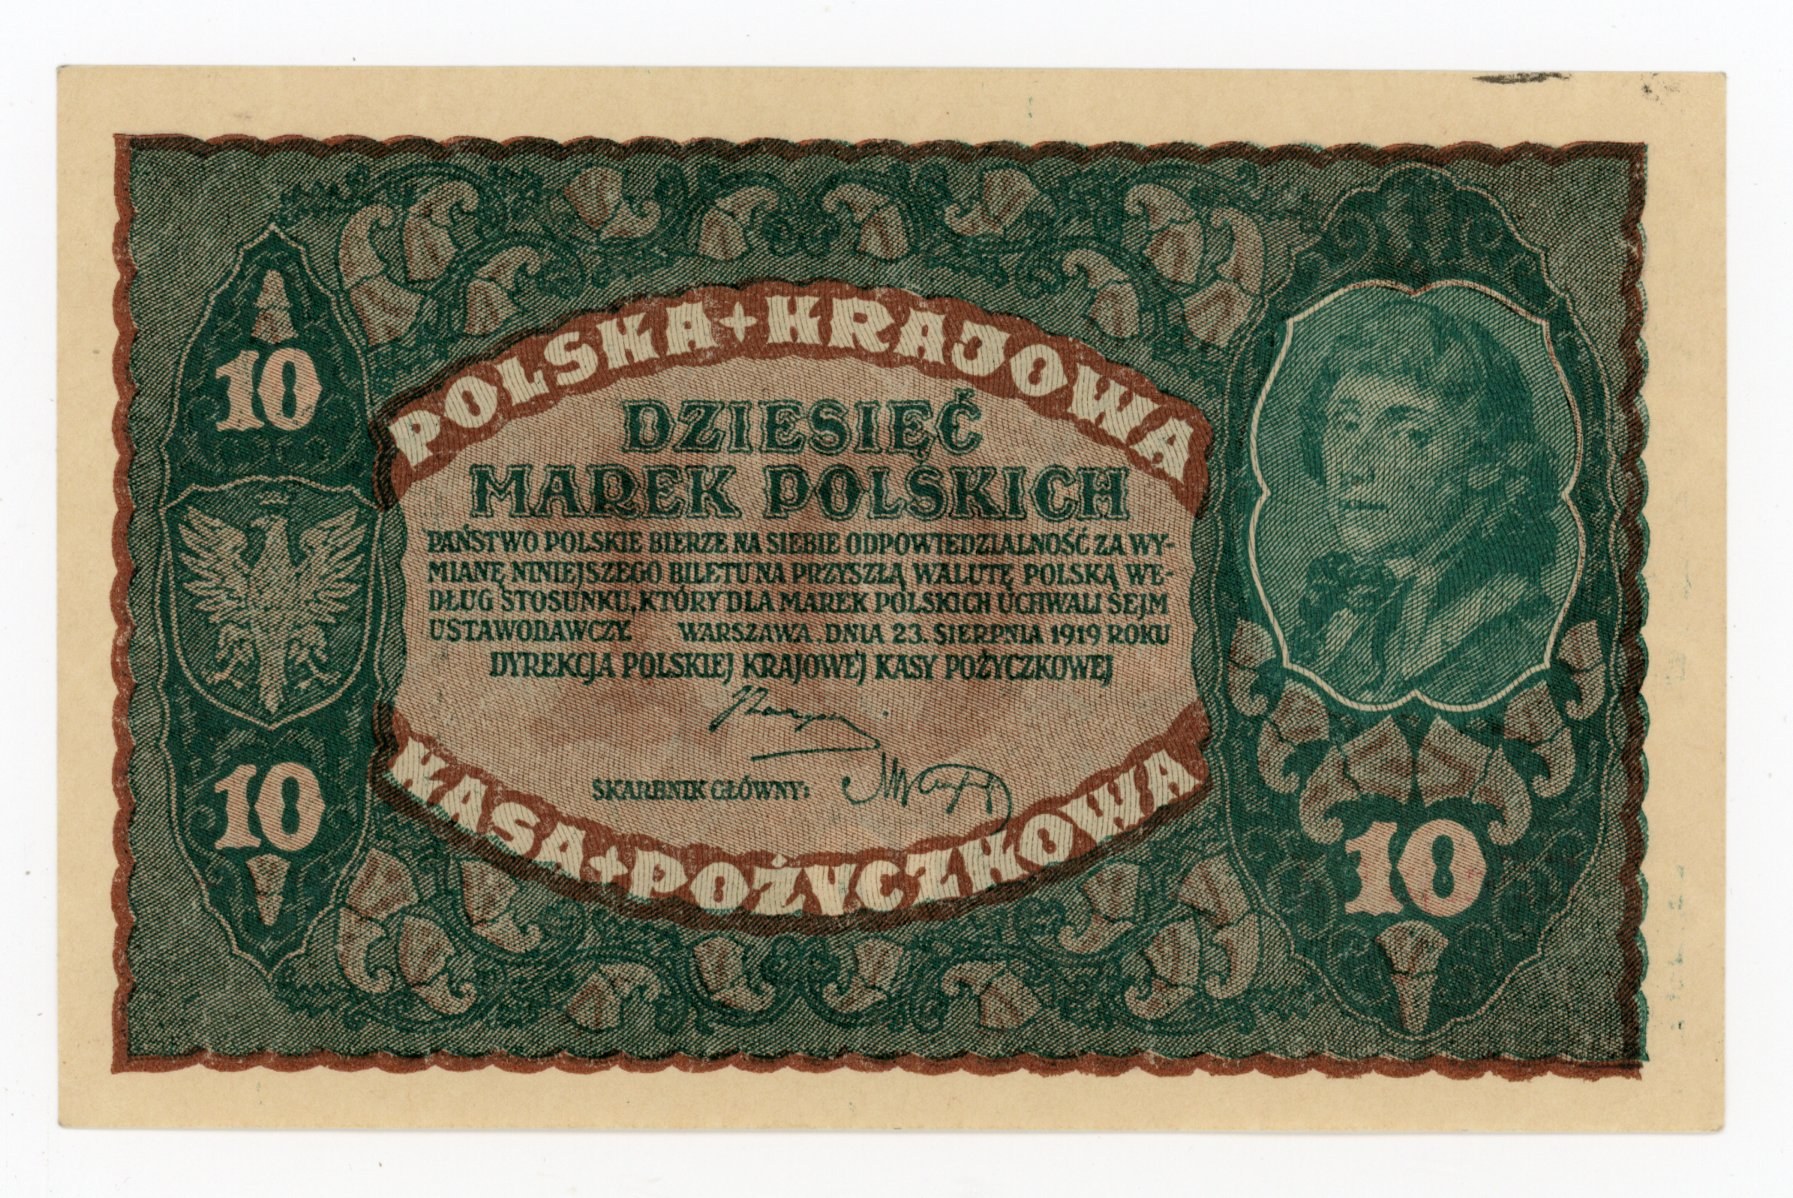 POLSKA + KRAJOWA
10
DZIESIĘĆ
MAREK POLSKICH
PAŃSTWO POLSKIE BIERZE NA SIEBIE ODPOWIEDZIALNOŚĆ ZA WY-
MIANĘ NINIEJSZEGO BILETU NA PRZYSZŁĄ WALUTĘ POLSKĄ WE-
DŁUG STOSUNKU, KTÓRY DLA MAREK POLSKICH UCHWALI SEJM
USTAWODAWCZY. WARSZAWA. DNIA 23. SIERPNIA 1919 ROKU
DYREKCJA POLSKIEJ KRAJOWEJ KASY POŻYCZKOWEJ
SKARBNIK GŁÓWNY:
10
KASA + POŻYCZKOWA
10